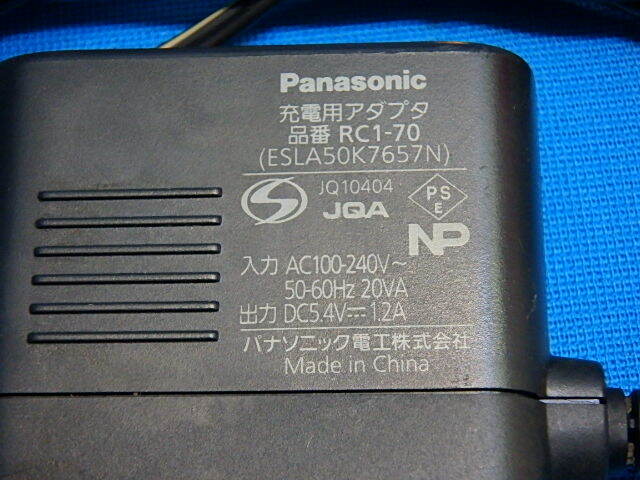 Panasonic
充電用アダプタ
品番 RC1-70
(ESLA50K7657N)
S JQ10404 JQA
PS
E
NP
入力 AC100-240V～
50-60Hz 20VA
出力 DC5.4V⎓1.2A
パナソニック電工株式会社
Made in China